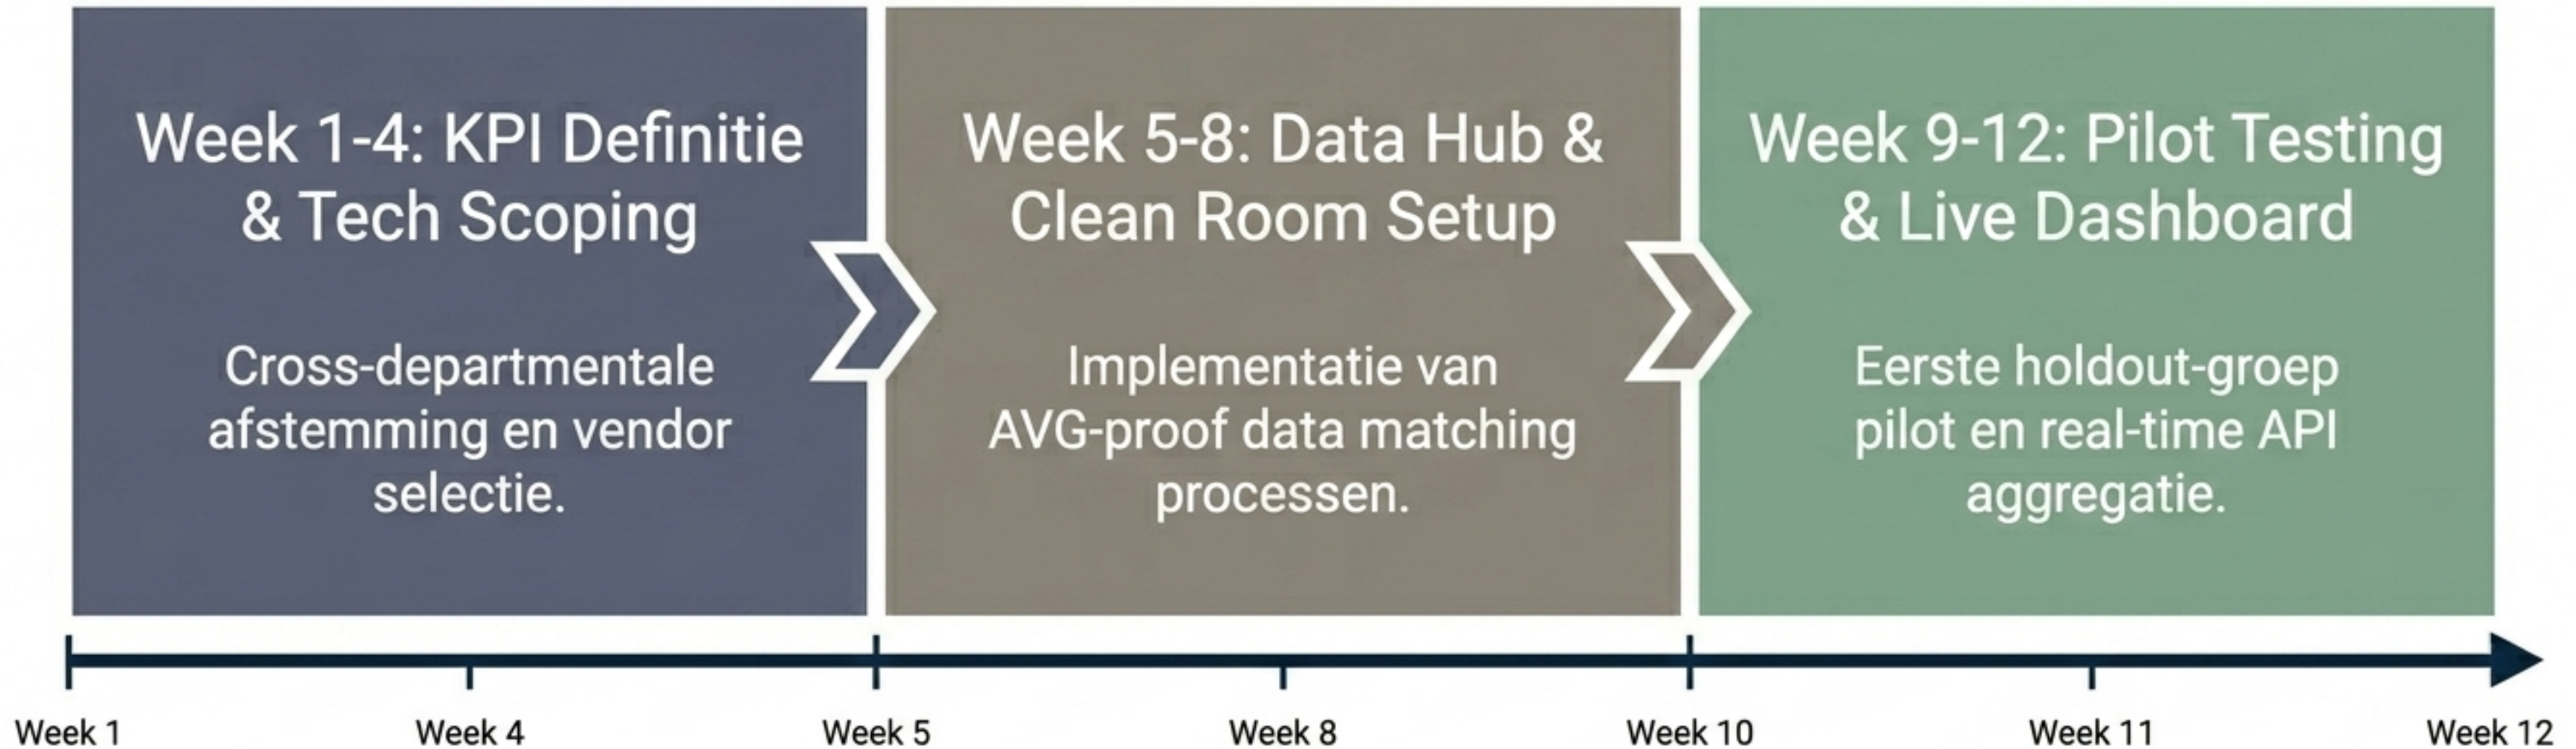 Week 1-4: KPI Definitie
& Tech Scoping
Cross-departmentale
afstemming en vendor
selectie.
Week 5-8: Data Hub &
Clean Room Setup
Implementatie van
AVG-proof data matching
processen.
Week 9-12: Pilot Testing
& Live Dashboard
Eerste holdout-groep
pilot en real-time API
aggregatie.
Week 1
Week 4
Week 5
Week 8
Week 10
Week 11
Week 12